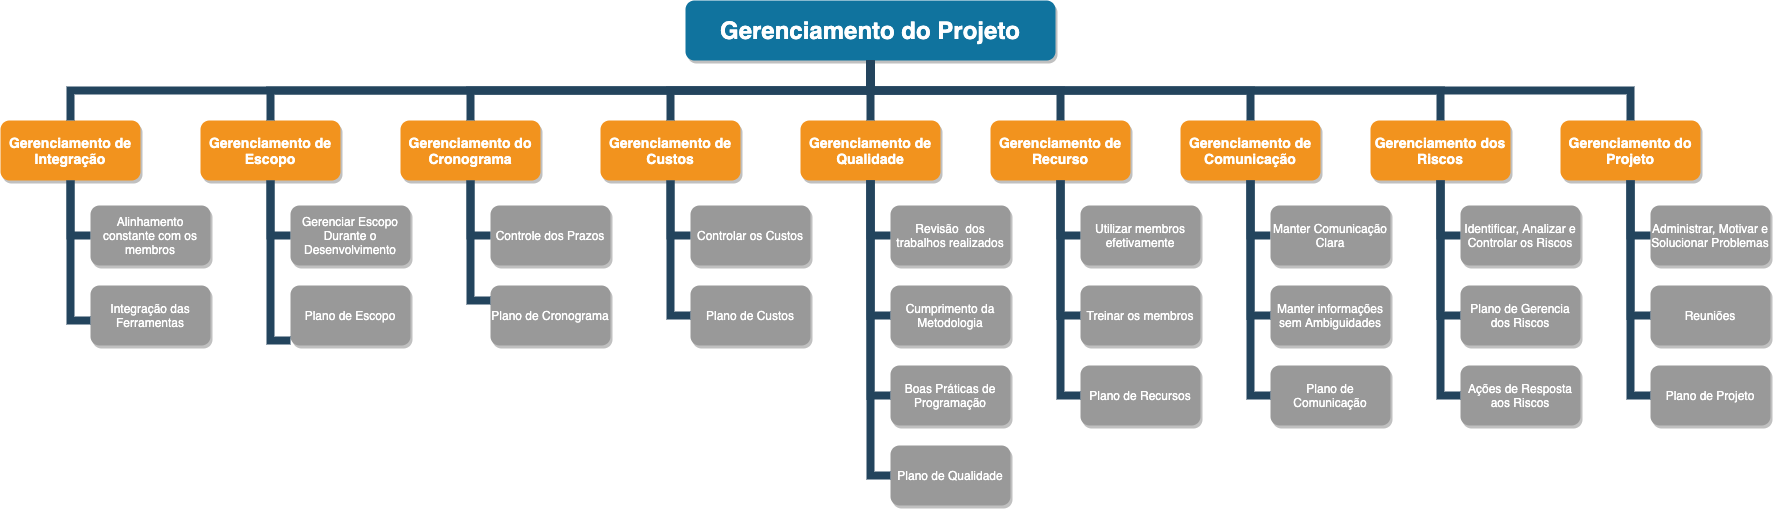 Gerenciamento do Projeto
Gerenciamento de
Integração
Alinhamento
constante com os
membros
Integração das
Ferramentas
Gerenciamento de
Escopo
Gerenciar Escopo
Durante o
Desenvolvimento
Plano de Escopo
Gerenciamento do
Cronograma
Controle dos Prazos
Plano de Cronograma
Gerenciamento de
Custos
Controlar os Custos
Plano de Custos
Gerenciamento de
Qualidade
Revisão dos
trabalhos realizados
Cumprimento da
Metodologia
Boas Práticas de
Programação
Plano de Qualidade
Gerenciamento de
Recurso
Utilizar membros
efetivamente
Treinar os membros
Plano de Recursos
Gerenciamento de
Comunicação
Manter Comunicação
Clara
Manter informações
sem Ambiguidades
Plano de
Comunicação
Gerenciamento dos
Riscos
Identificar, Analizar e
Controlar os Riscos
Plano de Gerencia
dos Riscos
Ações de Resposta
aos Riscos
Gerenciamento do
Projeto
Administrar, Motivar e
Solucionar Problemas
Reuniões
Plano de Projeto